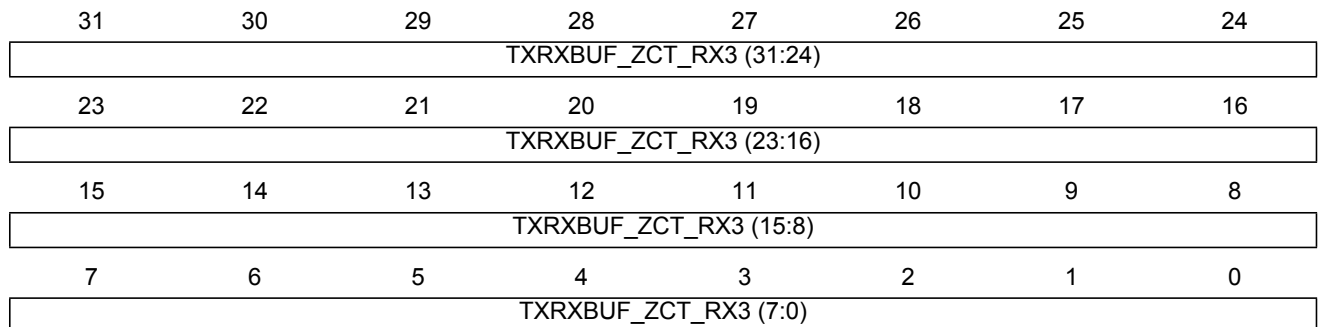 31 30 29 28 27 26 25 24
TXRXBUF_ZCT_RX3 (31:24)
23 22 21 20 19 18 17 16
TXRXBUF_ZCT_RX3 (23:16)
15 14 13 12 11 10 9 8
TXRXBUF_ZCT_RX3 (15:8)
7 6 5 4 3 2 1 0
TXRXBUF_ZCT_RX3 (7:0)